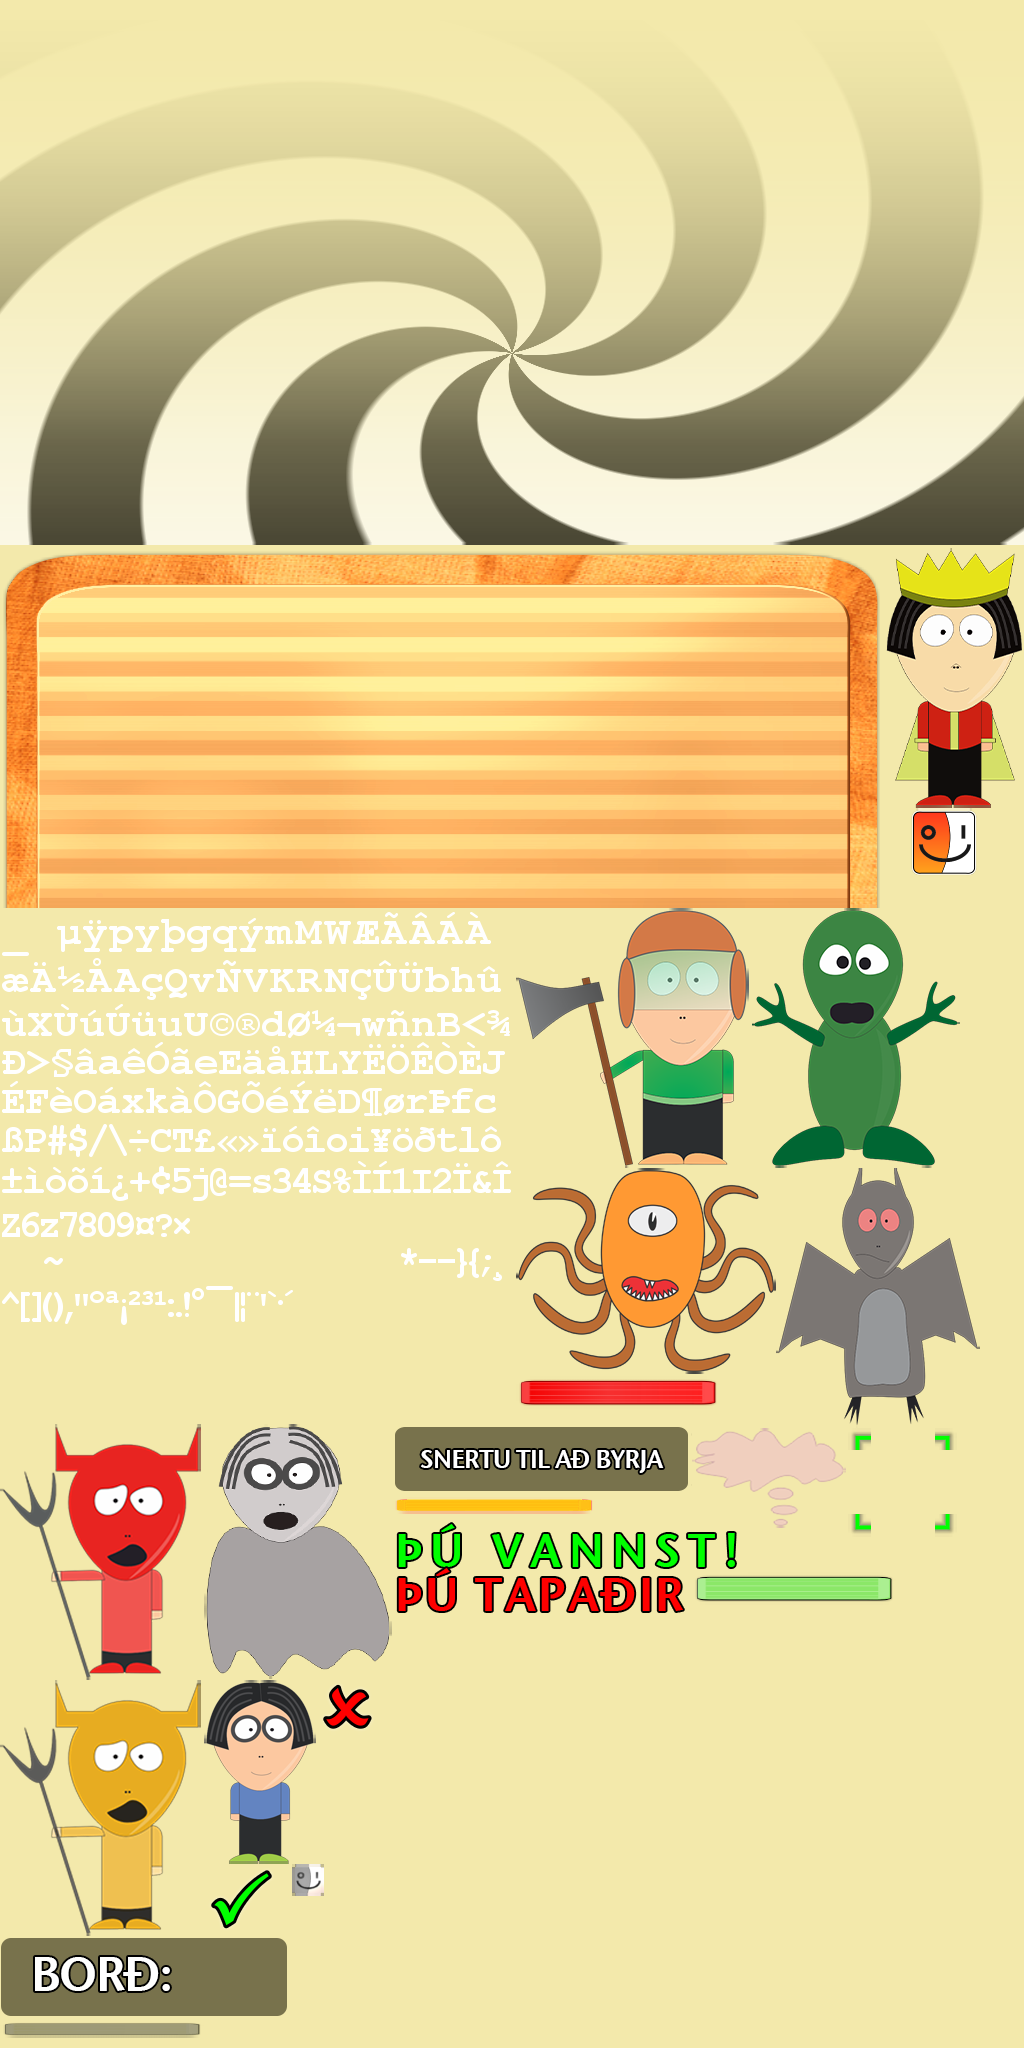 _ µÿpyþgqýmMWÆÃÂÁÀ
æÄ½ÅAçQvÑVKRNÇÛÜbhû
ùXÙúÚüuU©®dØ¼¬wñnB<¾
Ð>§âaêÓãeEäåHLYËÖÊÒÈJ
ÉFèOáxkàÔGÕéÝëD¶ørÞfc
ßP#$/\÷CT£«»ïóîoi¥öðtlô
±ìòõí¿+¢5j@=s34S%ÌÍ1I2Ï&Î
Z6z7809¤?×
~ *--}{;¸
^[](),"ºª¡²³¹:.!°¯|¦¨'`·´
SNERTU TIL AÐ BYRJA
ÞÚ VANNST!
ÞÚ TAPAÐIR
BORÐ: